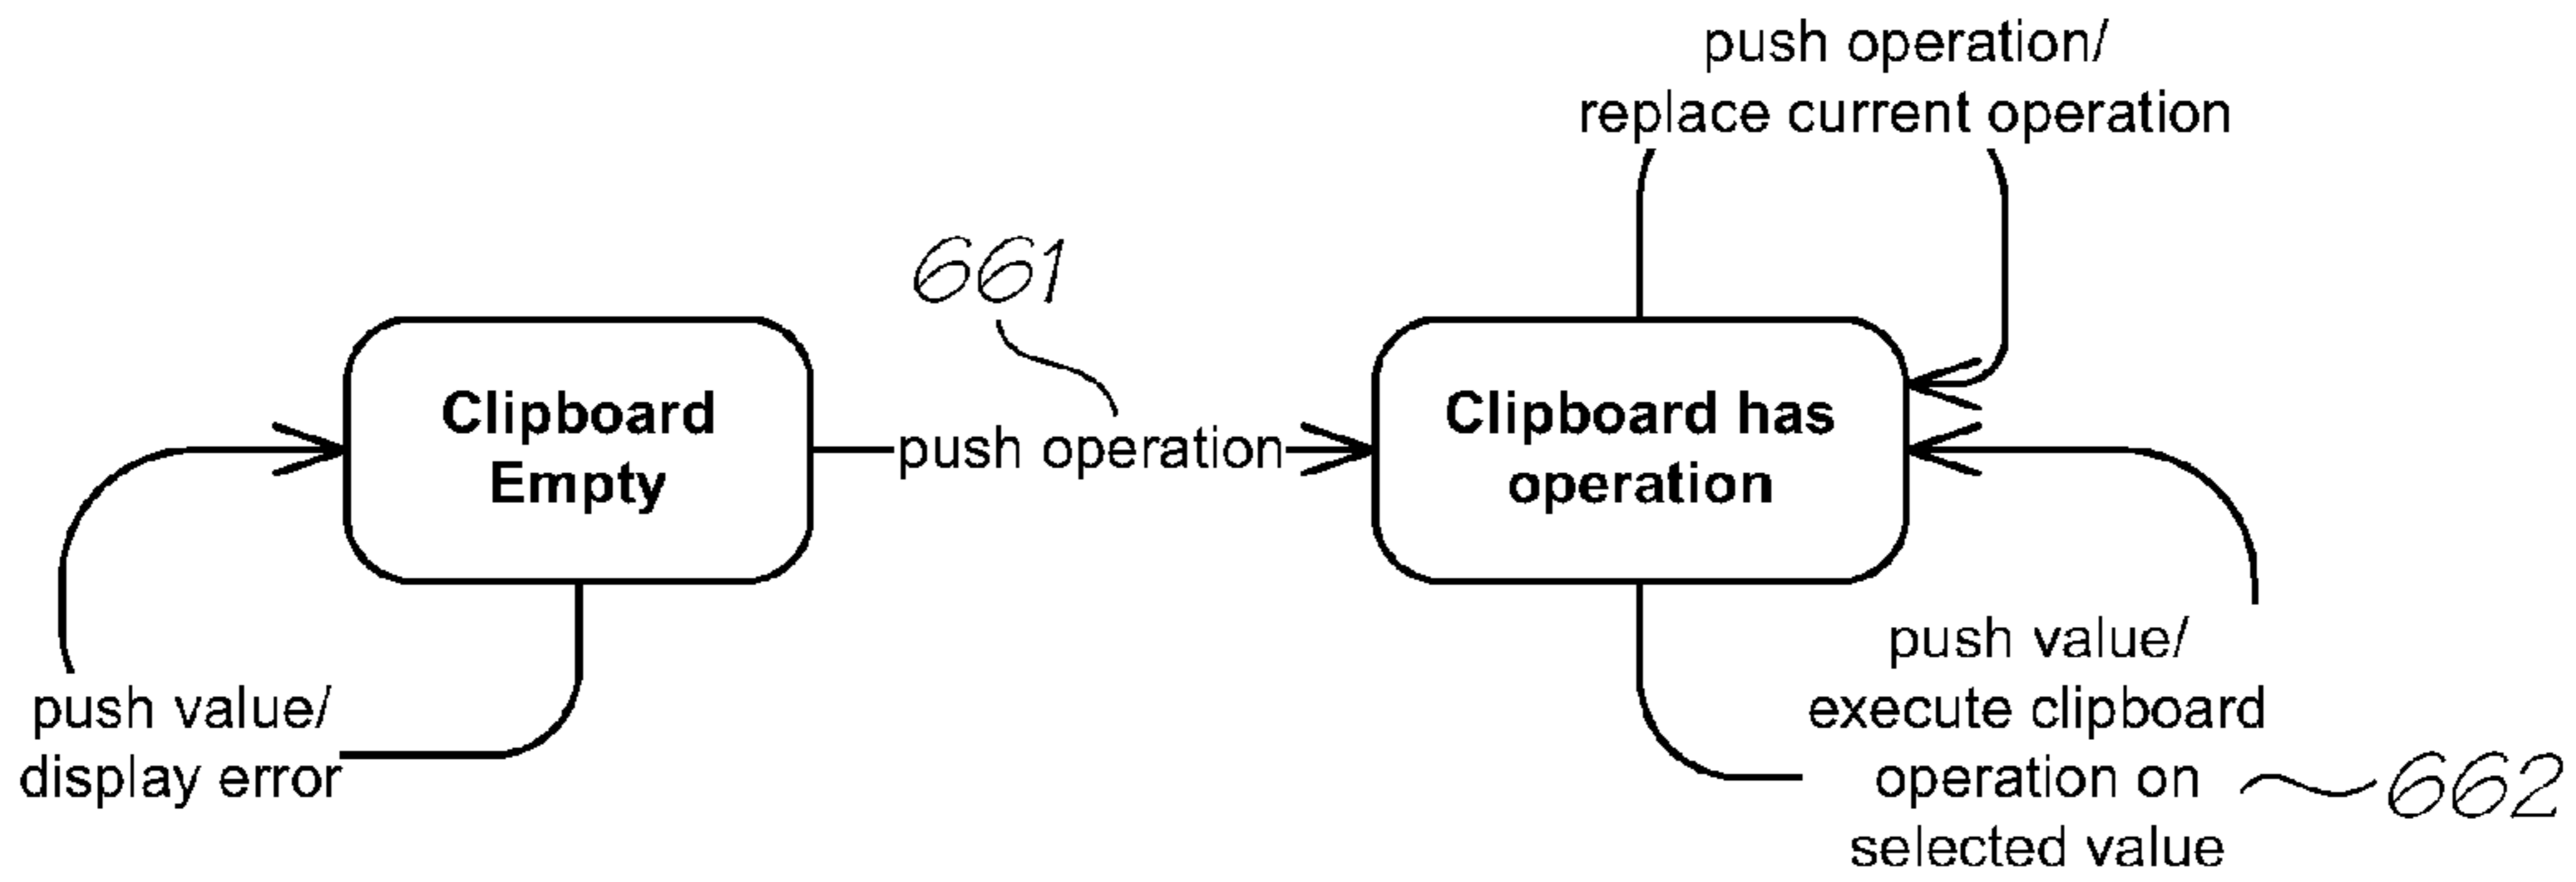 push operation/
replace current operation
661
Clipboard
Empty
push operation
Clipboard has
operation
push value/
display error
push value/
execute clipboard
operation on
selected value
662